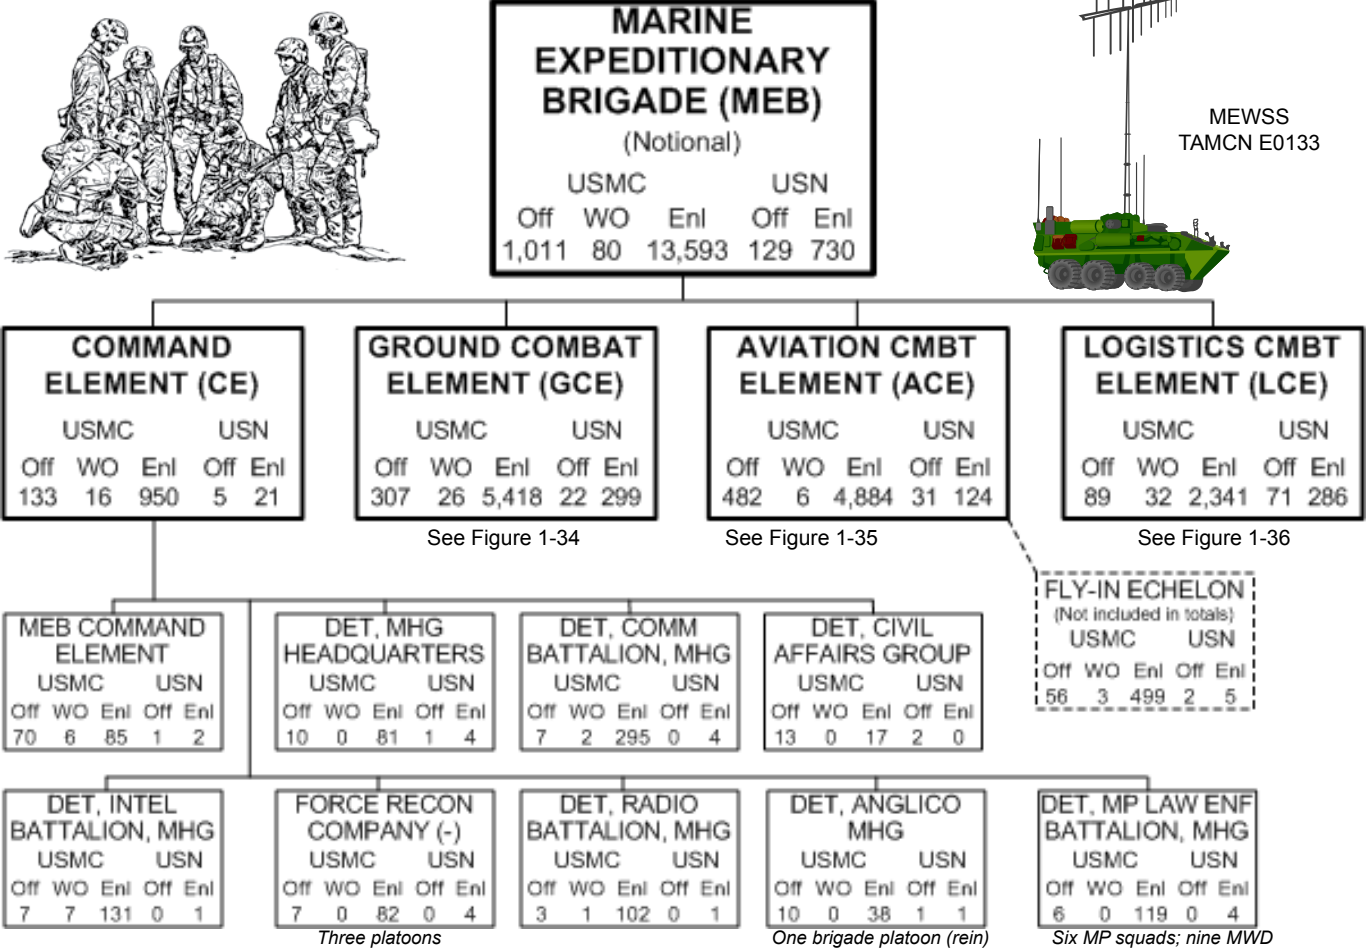 MARINE
EXPEDITIONARY
BRIGADE (MEB)
(Notional)
USMC USN
Off WO Enl Off Enl
1,011 80 13,593 129 730
MEWSS
TAMCN E0133
COMMAND
ELEMENT (CE)
USMC USN
Off WO Enl Off Enl
133 16 950 5 21
GROUND COMBAT
ELEMENT (GCE)
USMC USN
Off WO Enl Off Enl
307 26 5,418 22 299
See Figure 1-34
AVIATION CMBT
ELEMENT (ACE)
USMC USN
Off WO Enl Off Enl
482 6 4,884 31 124
See Figure 1-35
LOGISTICS CMBT
ELEMENT (LCE)
USMC USN
Off WO Enl Off Enl
89 32 2,341 71 286
See Figure 1-36
FLY-IN ECHELON
(Not included in totals)
USMC USN
Off WO Enl Off Enl
56 3 499 2 5
MEB COMMAND
ELEMENT
USMC USN
Off WO Enl Off Enl
70 6 85 1 2
DET, MHG
HEADQUARTERS
USMC USN
Off WO Enl Off Enl
10 0 81 1 4
DET, COMM
BATTALION, MHG
USMC USN
Off WO Enl Off Enl
7 2 295 0 4
DET, CIVIL
AFFAIRS GROUP
USMC USN
Off WO Enl Off Enl
13 0 17 2 0
DET, INTEL
BATTALION, MHG
USMC USN
Off WO Enl Off Enl
7 7 131 0 1
FORCE RECON
COMPANY (-)
USMC USN
Off WO Enl Off Enl
7 0 82 0 4
Three platoons
DET, RADIO
BATTALION, MHG
USMC USN
Off WO Enl Off Enl
3 1 102 0 1
DET, ANGLICO
MHG
USMC USN
Off WO Enl Off Enl
10 0 38 1 1
One brigade platoon (rein)
DET, MP LAW ENF
BATTALION, MHG
USMC USN
Off WO Enl Off Enl
6 0 119 0 4
Six MP squads; nine MWD